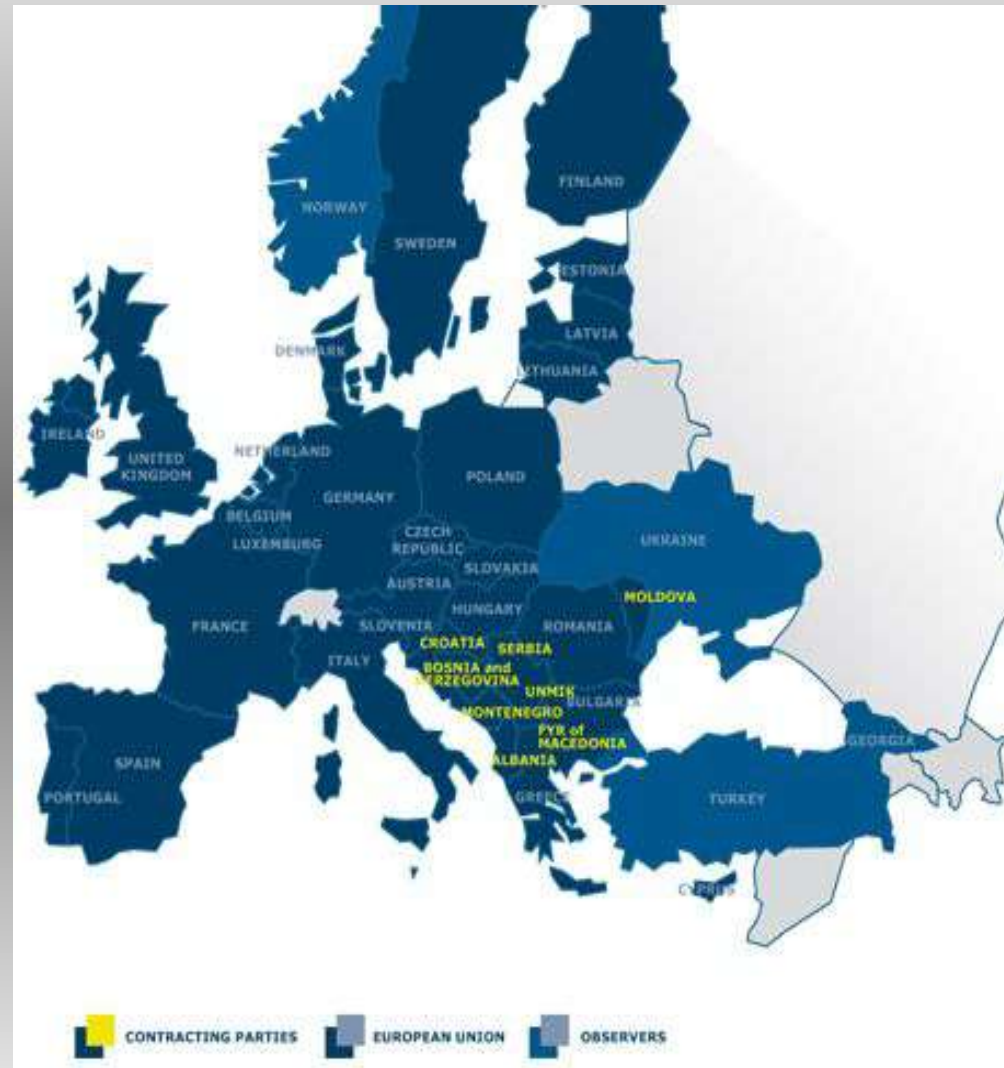 FINLAND
NORWAY
SWEDEN
ESTONIA
LATVIA
DENMARK
LITHUANIA
IRELAND
NETHERLAND
UNITED
KINGDOM
POLAND
GERMANY
BELGIUM
CZECH
REPUBLIC
UKRAINE
LUXEMBURG
SLOVAKIA
AUSTRIA
MOLDOVA
HUNGARY
FRANCE
SLOVENIA
ROMANIA
CROATIA
SERBIA
ITALY
BOSNIA and
HERZEGOVINA
UNMIK
BULGARIA
MONTENEGRO
FYR of
MACEDONIA
GEORGIA
ALBANIA
SPAIN
PORTUGAL
GREECE
TURKEY
CYPRUS
CONTRACTING PARTIES
EUROPEAN UNION
OBSERVERS